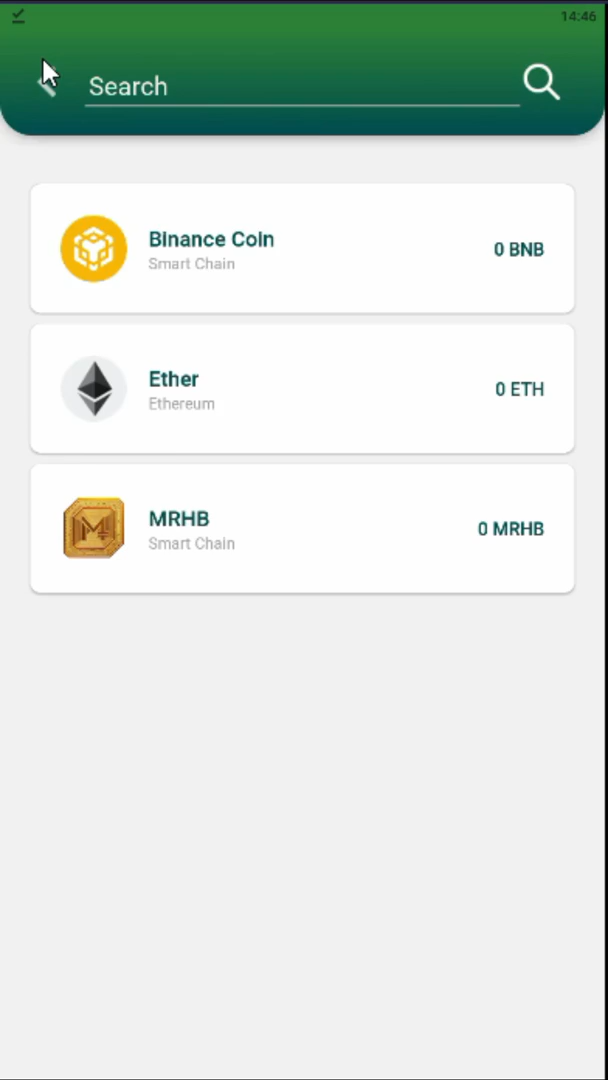 14:46
Search
Binance Coin
Smart Chain
0 BNB
Ether
Ethereum
0 ETH
MRHB
Smart Chain
0 MRHB